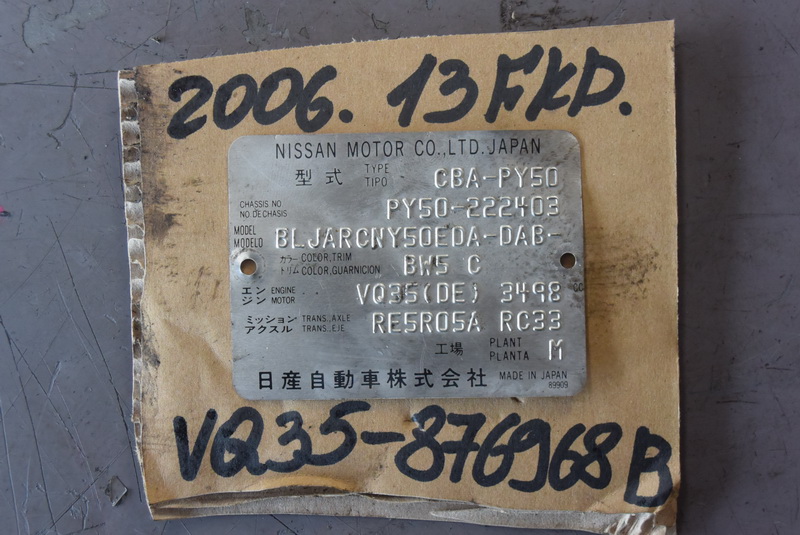 2006. 13 FKD.
NISSAN MOTOR CO.,LTD.JAPAN
型式 TYPE TIPO CBA-PY50
CHASSIS NO. NO. DE CHASIS PY50-222403
MODEL MODELO BLJARCNY50EDA-DAB-
カラー トリム COLOR,TRIM COLOR,GUARNICION BW5 C
エンジン ENGINE MOTOR VQ35(DE) 3498 CC
ミッション アクスル TRANS.,AXLE TRANS.,EJE RE5R05A RC33
工場 PLANT PLANTA M
日産自動車株式会社 MADE IN JAPAN 89909
VQ35-876968B